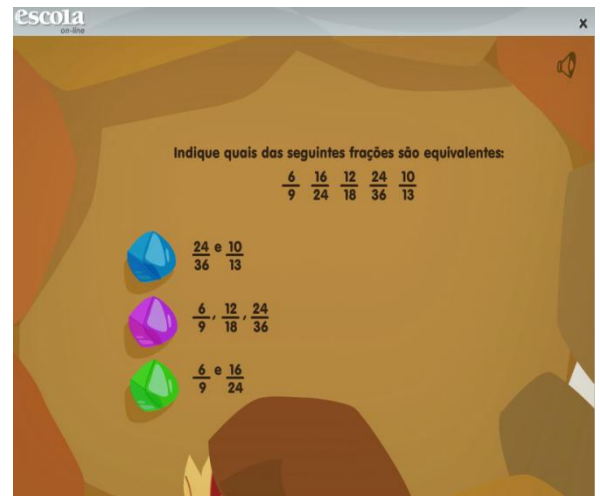 escola
on-line
x
Indique quais das seguintes frações são equivalentes:
6/9 16/24 12/18 24/36 10/13
24/36 e 10/13
6/9, 12/18, 24/36
6/9 e 16/24